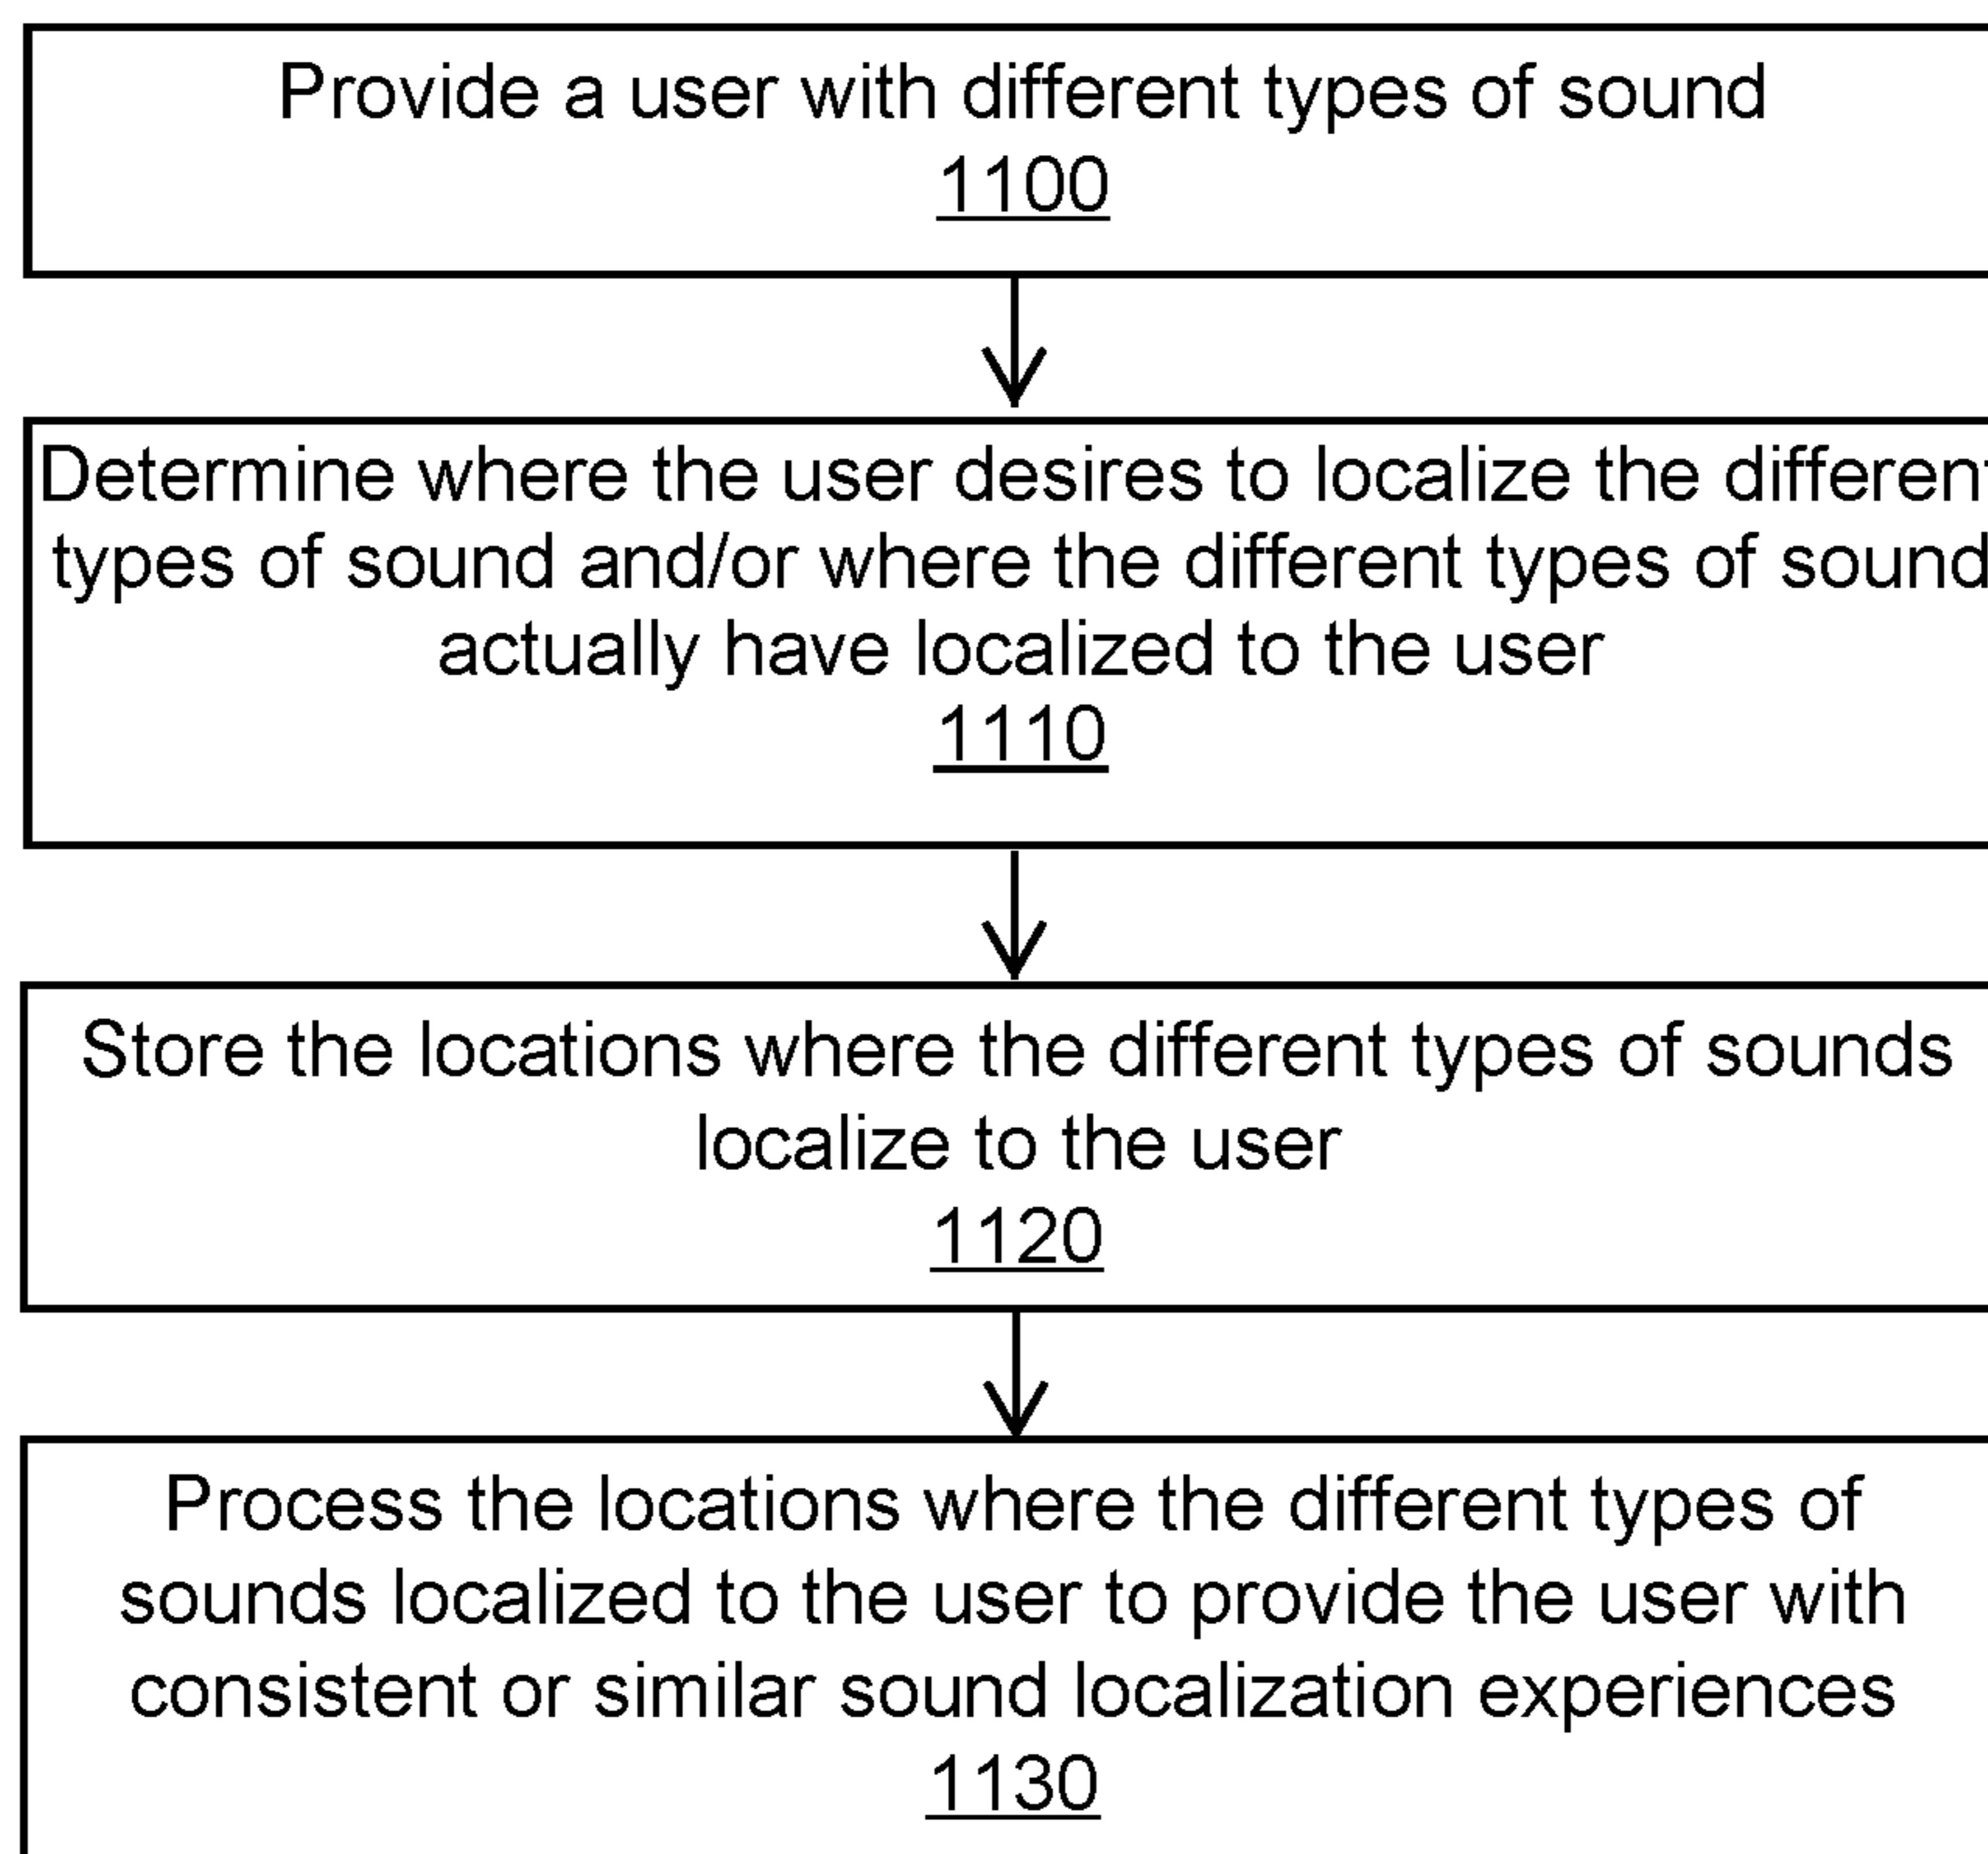 Provide a user with different types of sound
1100
Determine where the user desires to localize the different
types of sound and/or where the different types of sound
actually have localized to the user
1110
Store the locations where the different types of sounds
localize to the user
1120
Process the locations where the different types of
sounds localized to the user to provide the user with
consistent or similar sound localization experiences
1130